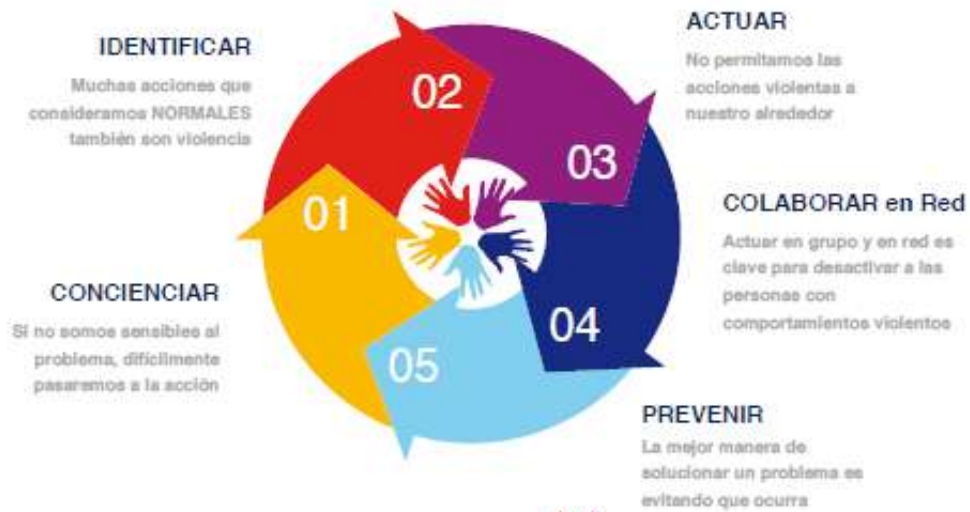 01
CONCIENCIAR
Si no somos sensibles al
problema, difícilmente
pasaremos a la acción
02
IDENTIFICAR
Muchas acciones que
consideramos NORMALES
también son violencia
03
ACTUAR
No permitamos las
acciones violentas a
nuestro alrededor
04
COLABORAR en Red
Actuar en grupo y en red es
clave para desactivar a las
personas con
comportamientos violentos
05
PREVENIR
La mejor manera de
solucionar un problema es
evitando que ocurra